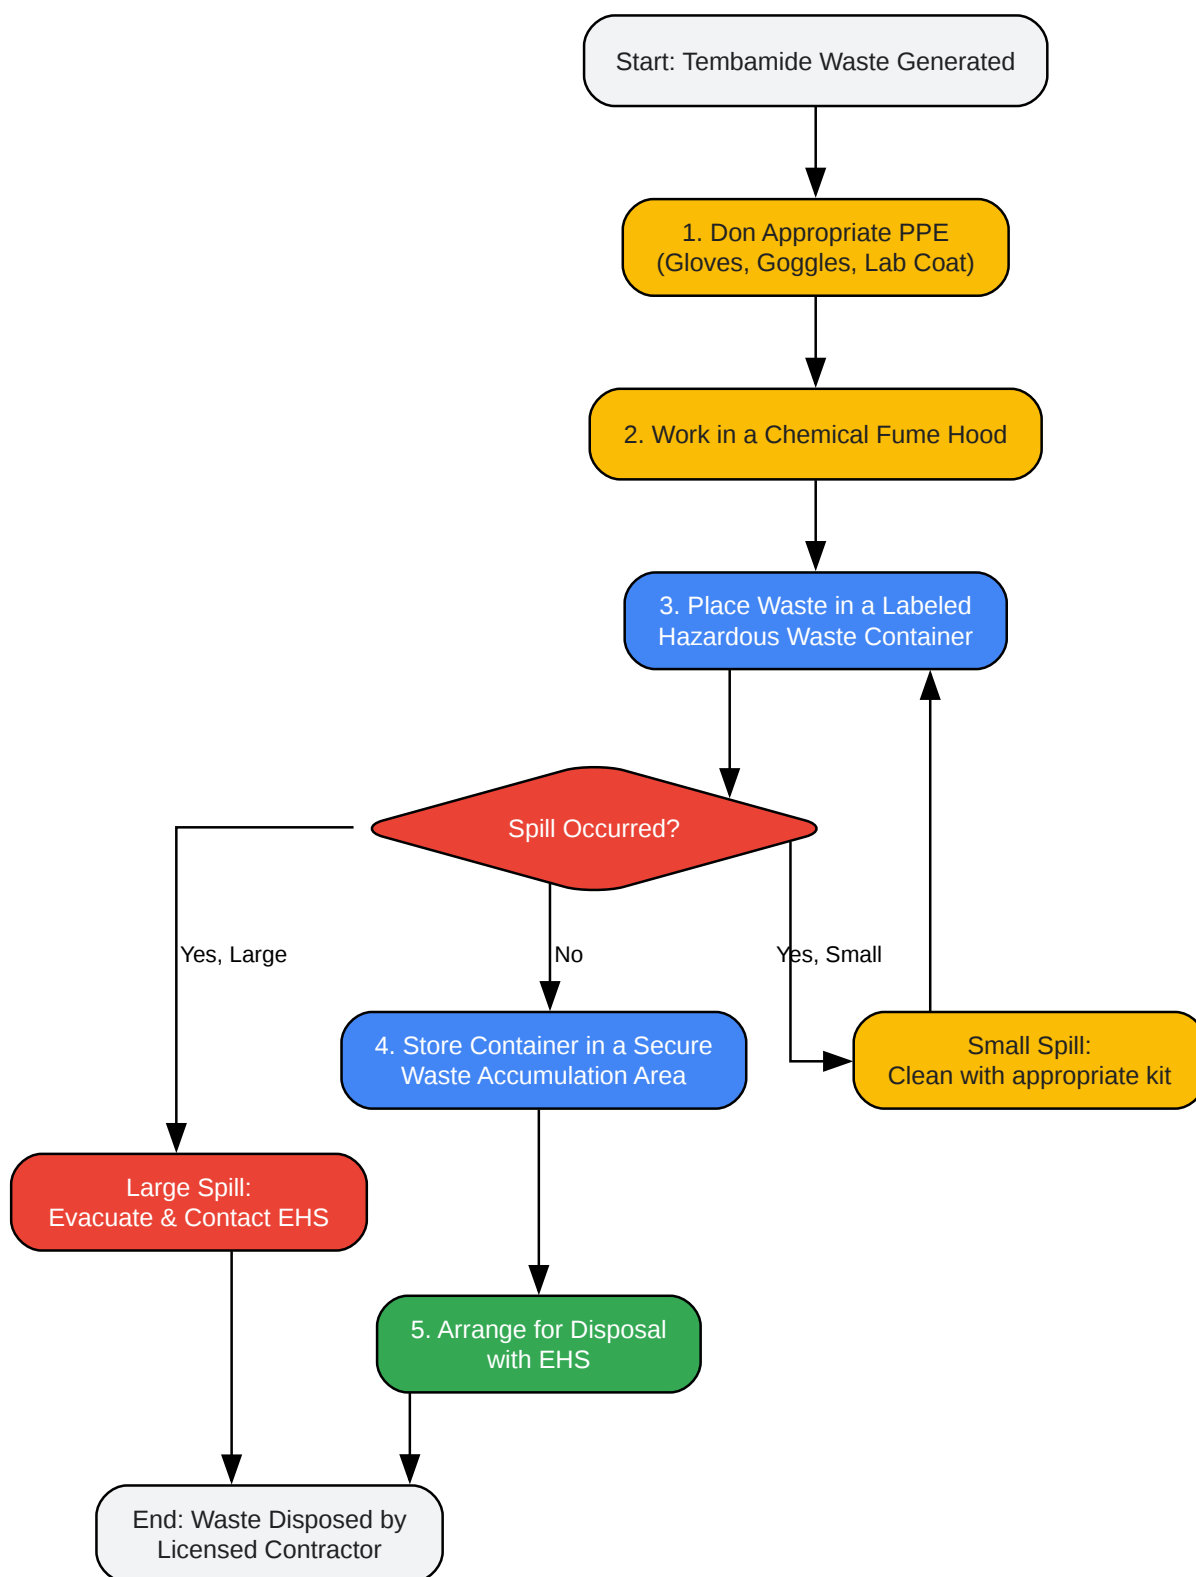 Start: Tembamide Waste Generated
1. Don Appropriate PPE
(Gloves, Goggles, Lab Coat)
2. Work in a Chemical Fume Hood
3. Place Waste in a Labeled
Hazardous Waste Container
Spill Occurred?
Yes, Large
No
Yes, Small
4. Store Container in a Secure
Waste Accumulation Area
Small Spill:
Clean with appropriate kit
Large Spill:
Evacuate & Contact EHS
5. Arrange for Disposal
with EHS
End: Waste Disposed by
Licensed Contractor